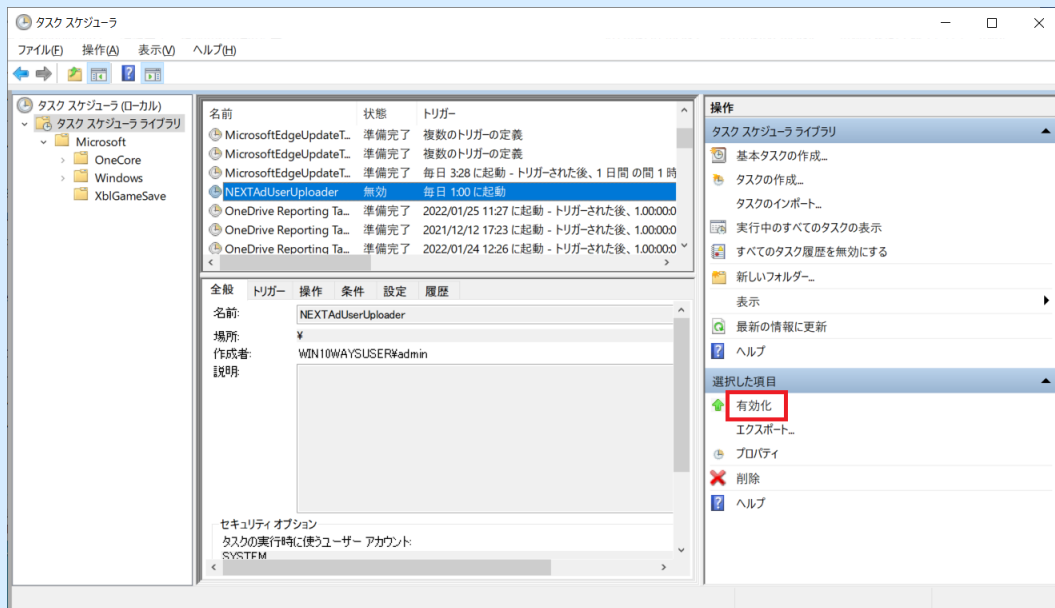 タスク スケジューラ
ファイル(F) 操作(A) 表示(V) ヘルプ(H)
タスク スケジューラ (ローカル)
タスク スケジューラ ライブラリ
Microsoft
OneCore
Windows
XblGameSave
名前 状態 トリガー
MicrosoftEdgeUpdateT... 準備完了 複数のトリガーの定義
MicrosoftEdgeUpdateT... 準備完了 複数のトリガーの定義
MicrosoftEdgeUpdateT... 準備完了 毎日 3:28 に起動 - トリガーされた後、1 日間 の間 1 時
NEXTAdUserUploader 無効 毎日 1:00 に起動
OneDrive Reporting Ta... 準備完了 2022/01/25 11:27 に起動 - トリガーされた後、1.00:00:0
OneDrive Reporting Ta... 準備完了 2021/12/12 17:23 に起動 - トリガーされた後、1.00:00:0
OneDrive Reporting Ta... 準備完了 2022/01/24 12:26 に起動 - トリガーされた後、1.00:00:0
全般 トリガー 操作 条件 設定 履歴
名前: NEXTAdUserUploader
場所: ¥
作成者: WIN10WAYSUSER¥admin
説明:
セキュリティ オプション
タスクの実行時に使うユーザー アカウント:
SYSTEM
操作
タスク スケジューラ ライブラリ
基本タスクの作成...
タスクの作成...
タスクのインポート...
実行中のすべてのタスクの表示
すべてのタスク履歴を無効にする
新しいフォルダー...
表示
最新の情報に更新
ヘルプ
選択した項目
有効化
エクスポート...
プロパティ
削除
ヘルプ